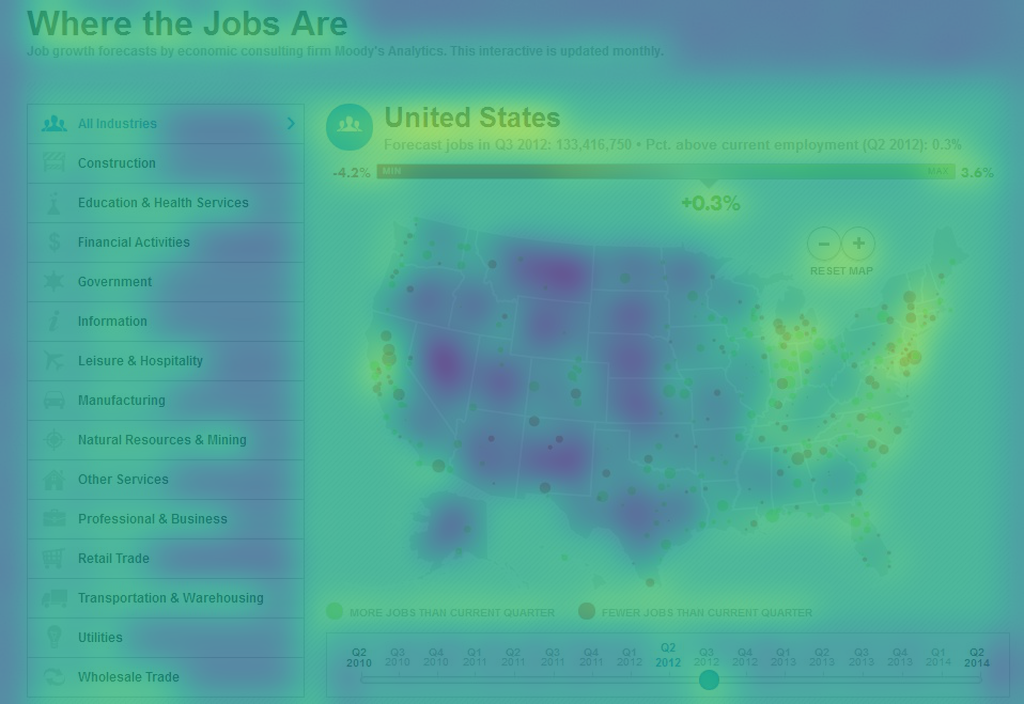 Where the Jobs Are
Job growth forecasts by economic consulting firm Moody's Analytics. This interactive is updated monthly.
All Industries
Construction
Education & Health Services
Financial Activities
Government
Information
Leisure & Hospitality
Manufacturing
Natural Resources & Mining
Other Services
Professional & Business
Retail Trade
Transportation & Warehousing
Utilities
Wholesale Trade
United States
Forecast jobs in Q3 2012: 133,416,750 • Pct. above current employment (Q2 2012): 0.3%
-4.2% MIN MAX 3.6%
+0.3%
- +
RESET MAP
MORE JOBS THAN CURRENT QUARTER FEWER JOBS THAN CURRENT QUARTER
Q2 Q3 Q4 Q1 Q2 Q3 Q4 Q1 Q2 Q3 Q4 Q1 Q2 Q3 Q4 Q1 Q2
2010 2010 2010 2011 2011 2011 2011 2012 2012 2012 2012 2013 2013 2013 2013 2014 2014